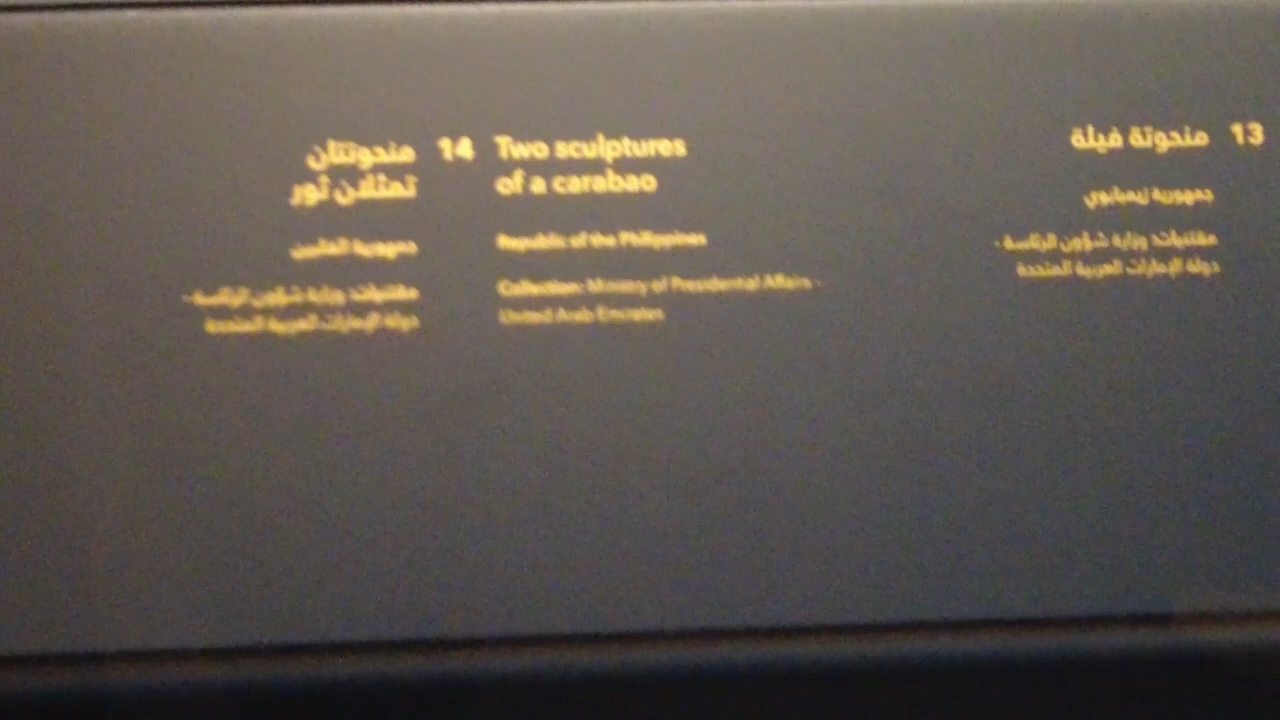 13 منحوتة فيلة
جمهورية زيمبابوي
مقتنيات: وزارة شؤون الرئاسة -
دولة الإمارات العربية المتحدة
14 Two sculptures
of a carabao
Republic of the Philippines
Collection: Ministry of Presidential Affairs -
United Arab Emirates
منحوتتان
تمثلان ثور
جمهورية الفلبين
مقتنيات: وزارة شؤون الرئاسة -
دولة الإمارات العربية المتحدة